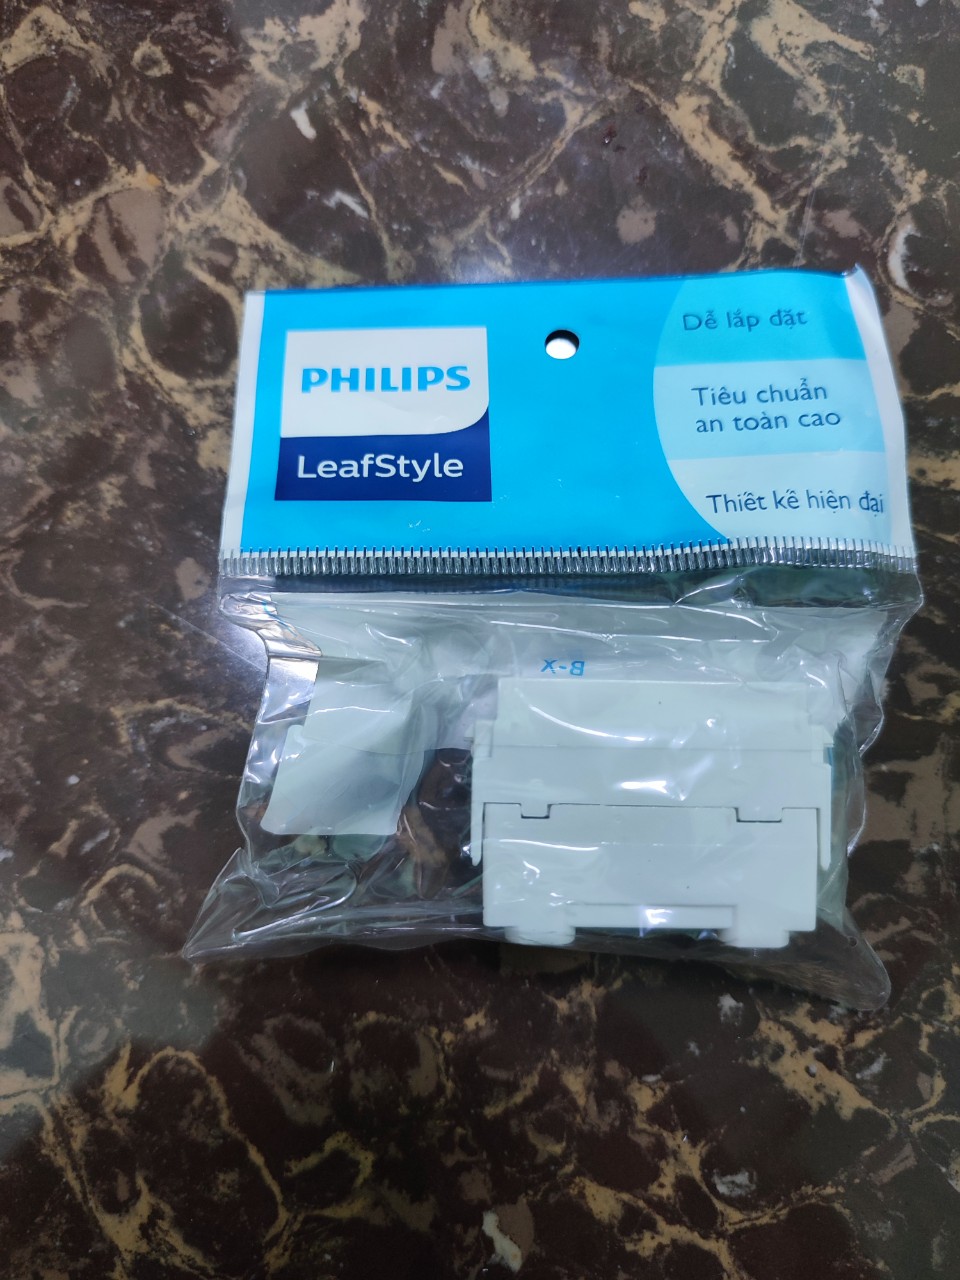 PHILIPS
LeafStyle
Dễ lắp đặt
Tiêu chuẩn
an toàn cao
Thiết kế hiện đại
B-X